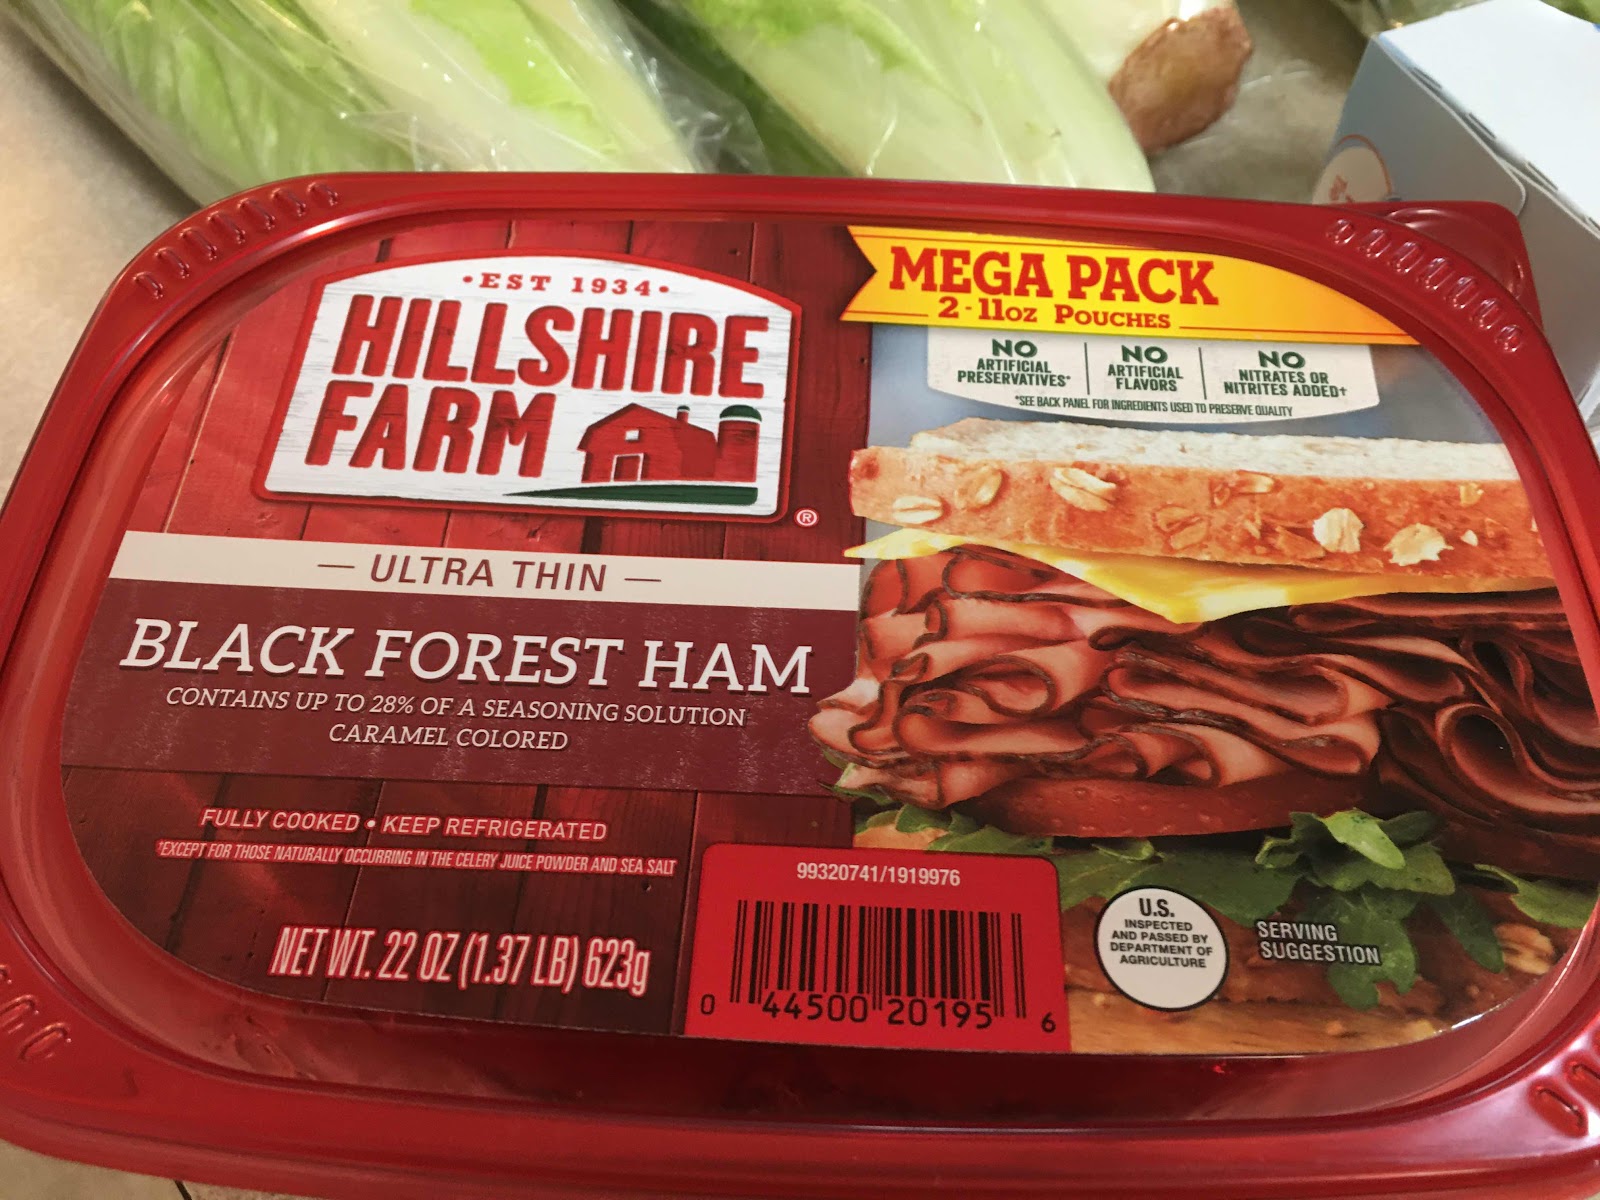 •EST 1934•
HILLSHIRE
FARM
®
— ULTRA THIN —
BLACK FOREST HAM
CONTAINS UP TO 28% OF A SEASONING SOLUTION
CARAMEL COLORED
FULLY COOKED • KEEP REFRIGERATED
†EXCEPT FOR THOSE NATURALLY OCCURRING IN THE CELERY JUICE POWDER AND SEA SALT
NET WT. 22 OZ (1.37 LB) 623g
MEGA PACK
2-11OZ POUCHES
NO
ARTIFICIAL
PRESERVATIVES*
NO
ARTIFICIAL
FLAVORS
NO
NITRATES OR
NITRITES ADDED†
*SEE BACK PANEL FOR INGREDIENTS USED TO PRESERVE QUALITY
99320741/1919976
0 44500 20195 6
U.S.
INSPECTED
AND PASSED BY
DEPARTMENT OF
AGRICULTURE
SERVING
SUGGESTION